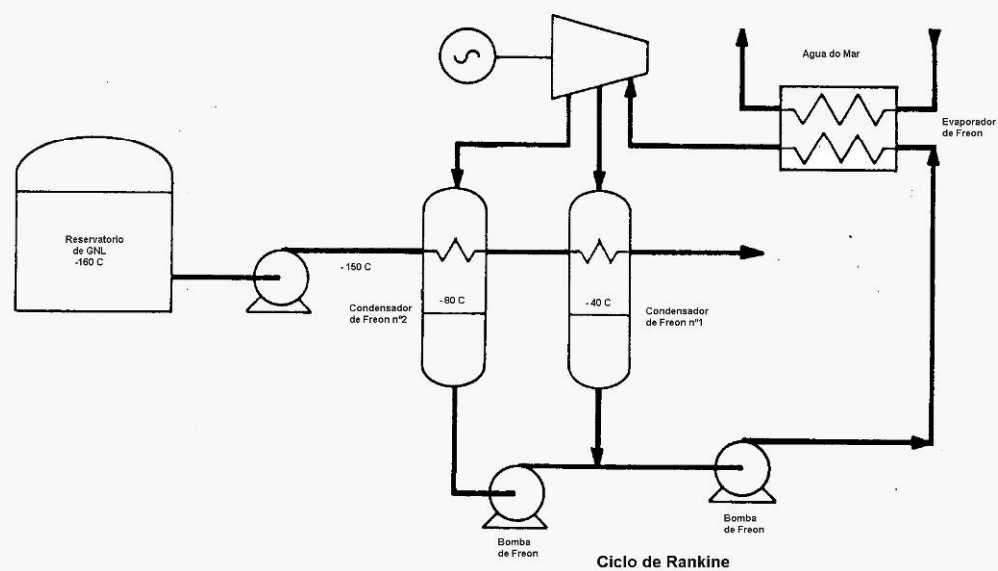 Agua do Mar
Evaporador
de Freon
Reservatorio
de GNL
-160 C
-150 C
-80 C
-40 C
Condensador
de Freon nº2
Condensador
de Freon nº1
Bomba
de Freon
Bomba
de Freon
Ciclo de Rankine